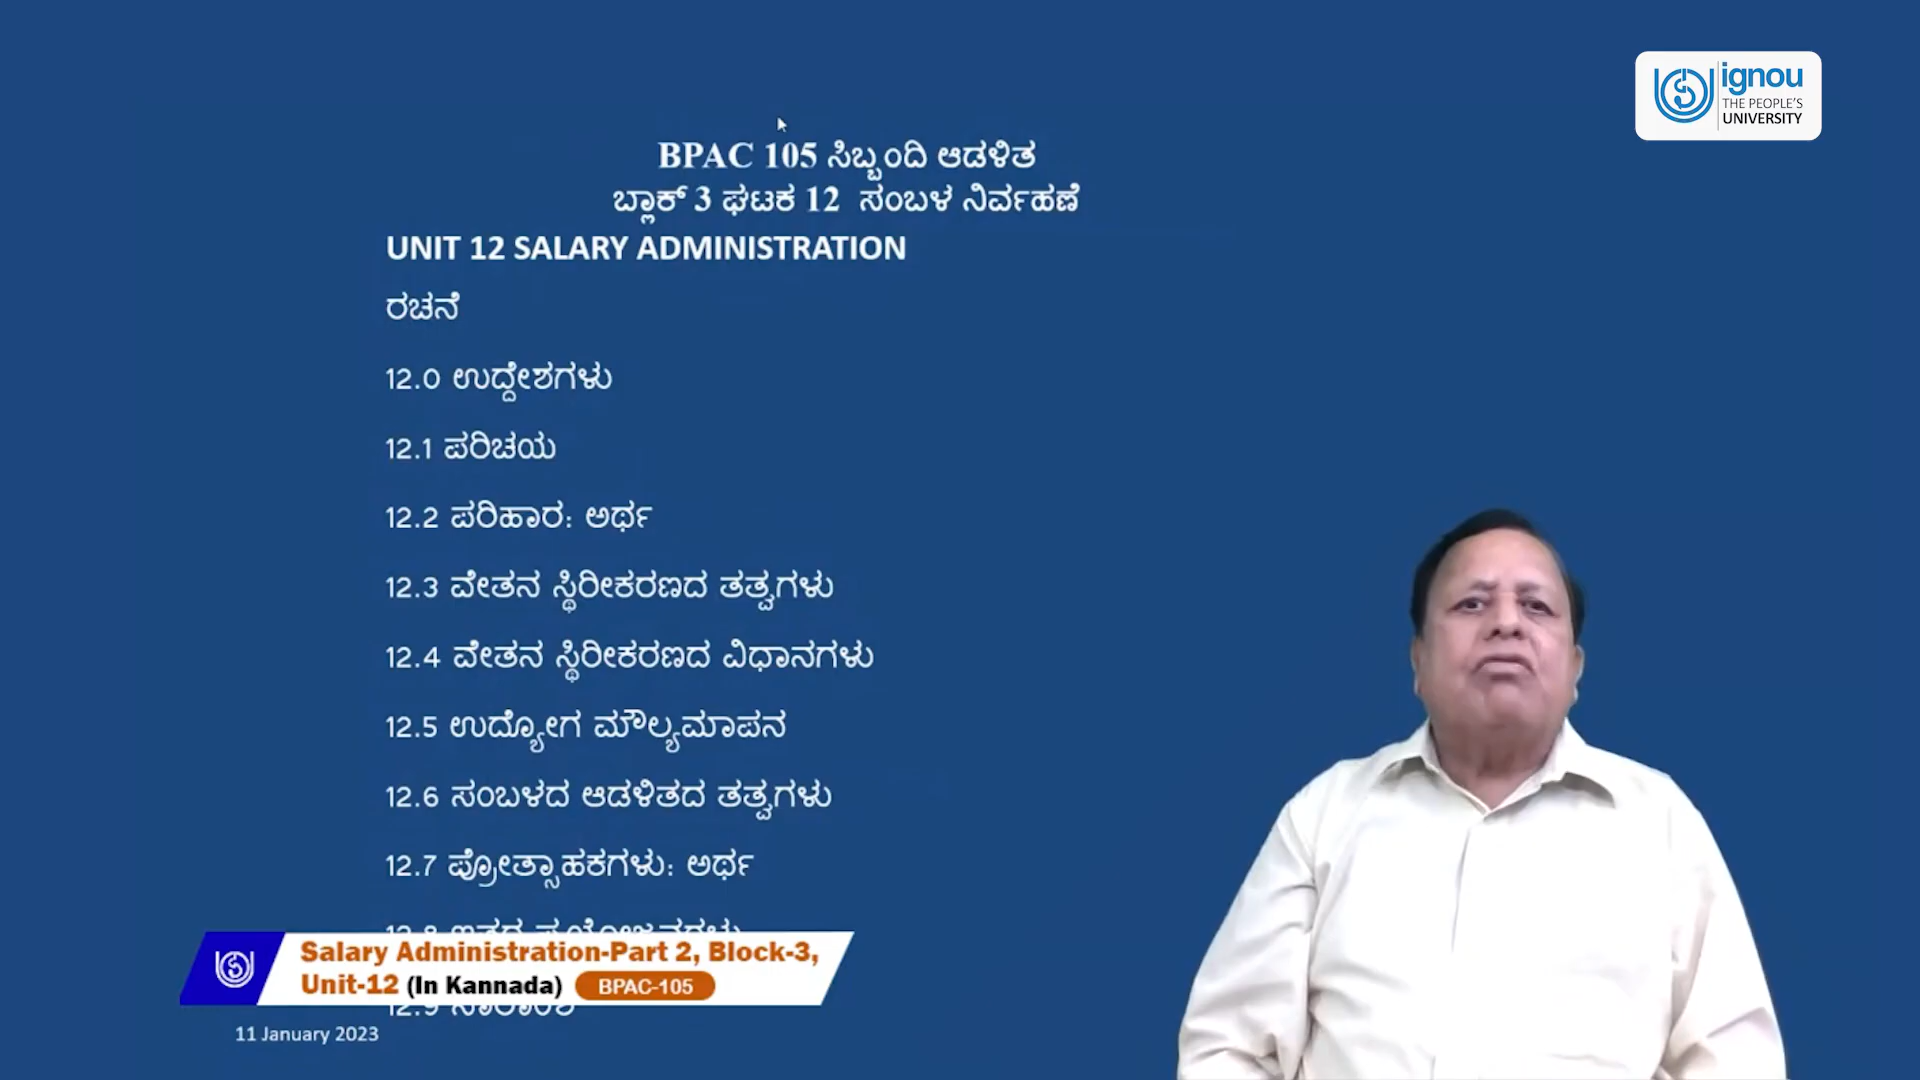 ignou
THE PEOPLE'S
UNIVERSITY
BPAC 105 ಸಿಬ್ಬಂದಿ ಆಡಳಿತ
ಬ್ಲಾಕ್ 3 ಘಟಕ 12 ಸಂಬಳ ನಿರ್ವಹಣೆ
UNIT 12 SALARY ADMINISTRATION
ರಚನೆ
12.0 ಉದ್ದೇಶಗಳು
12.1 ಪರಿಚಯ
12.2 ಪರಿಹಾರ: ಅರ್ಥ
12.3 ವೇತನ ಸ್ಥಿರೀಕರಣದ ತತ್ವಗಳು
12.4 ವೇತನ ಸ್ಥಿರೀಕರಣದ ವಿಧಾನಗಳು
12.5 ಉದ್ಯೋಗ ಮೌಲ್ಯಮಾಪನ
12.6 ಸಂಬಳದ ಆಡಳಿತದ ತತ್ವಗಳು
12.7 ಪ್ರೋತ್ಸಾಹಕಗಳು: ಅರ್ಥ
Salary Administration-Part 2, Block-3,
Unit-12 (In Kannada) BPAC-105
11 January 2023